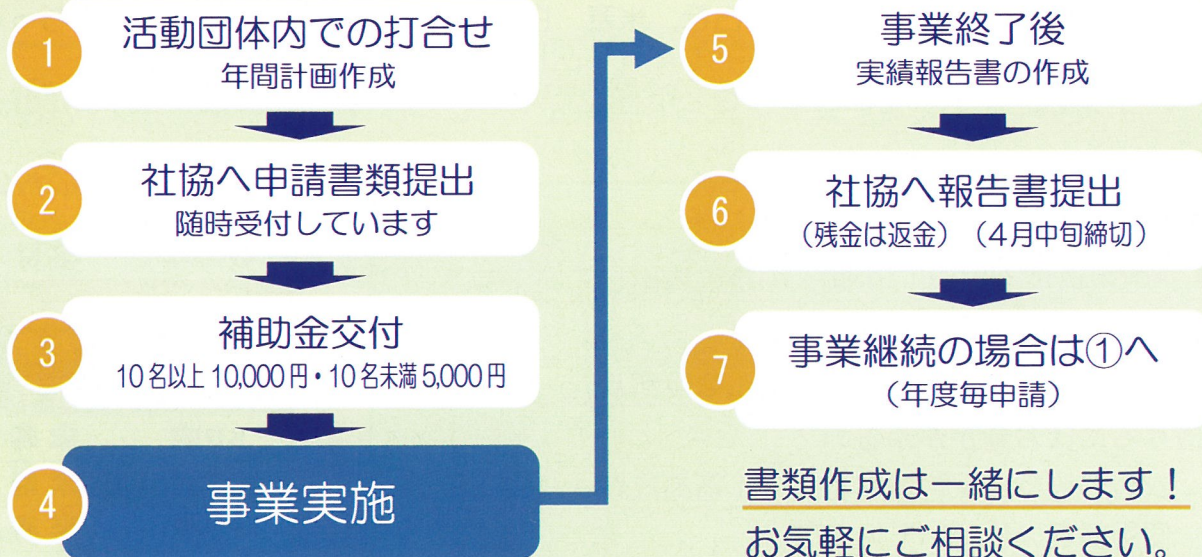 1
活動団体内での打合せ
年間計画作成
2
社協へ申請書類提出
随時受付しています
3
補助金交付
10名以上10,000円・10名未満5,000円
4
事業実施
5
事業終了後
実績報告書の作成
6
社協へ報告書提出
（残金は返金）（4月中旬締切）
7
事業継続の場合は①へ
（年度毎申請）
書類作成は一緒にします！
お気軽にご相談ください。